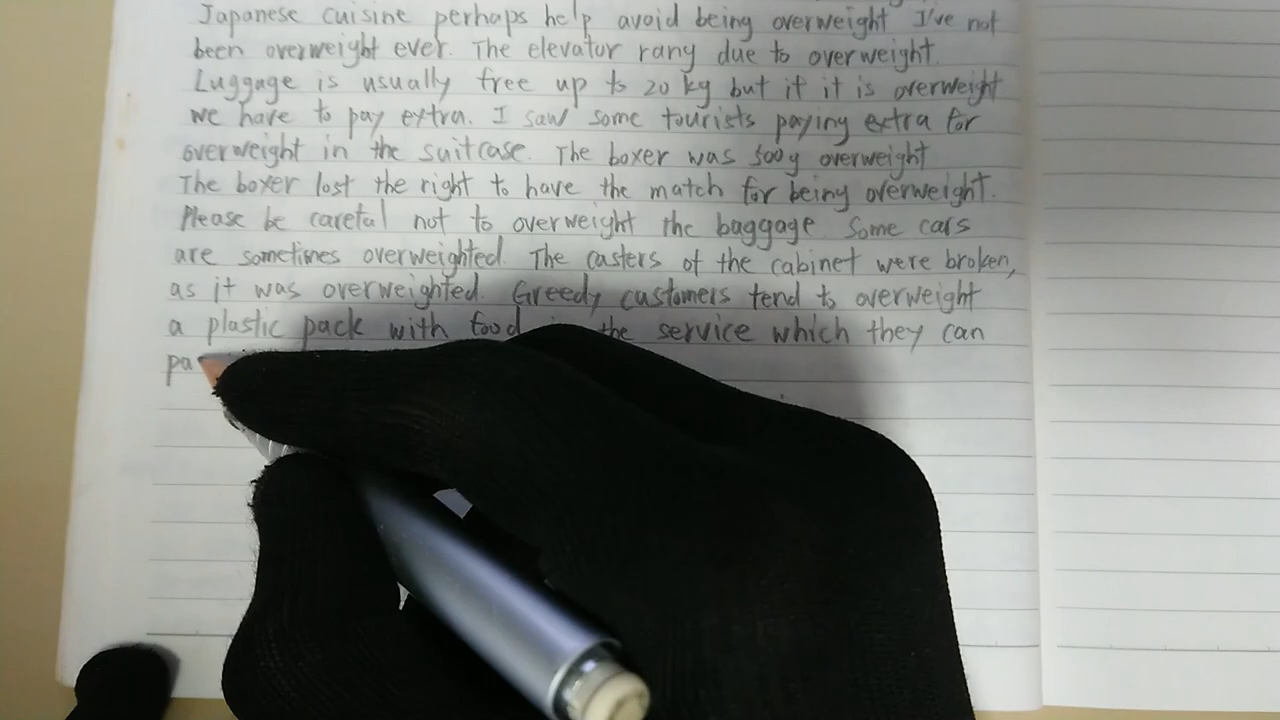 Japanese cuisine perhaps help avoid being overweight I've not
been overweight ever. The elevator rang due to overweight.
Luggage is usually free up to 20 kg but if it is overweight
we have to pay extra. I saw some tourists paying extra for
overweight in the suitcase. The boxer was 500g overweight
The boxer lost the right to have the match for being overweight.
Please be careful not to overweight the baggage. Some cars
are sometimes overweighted. The casters of the cabinet were broken,
as it was overweighted. Greedy customers tend to overweight
a plastic pack with food the service which they can
pa